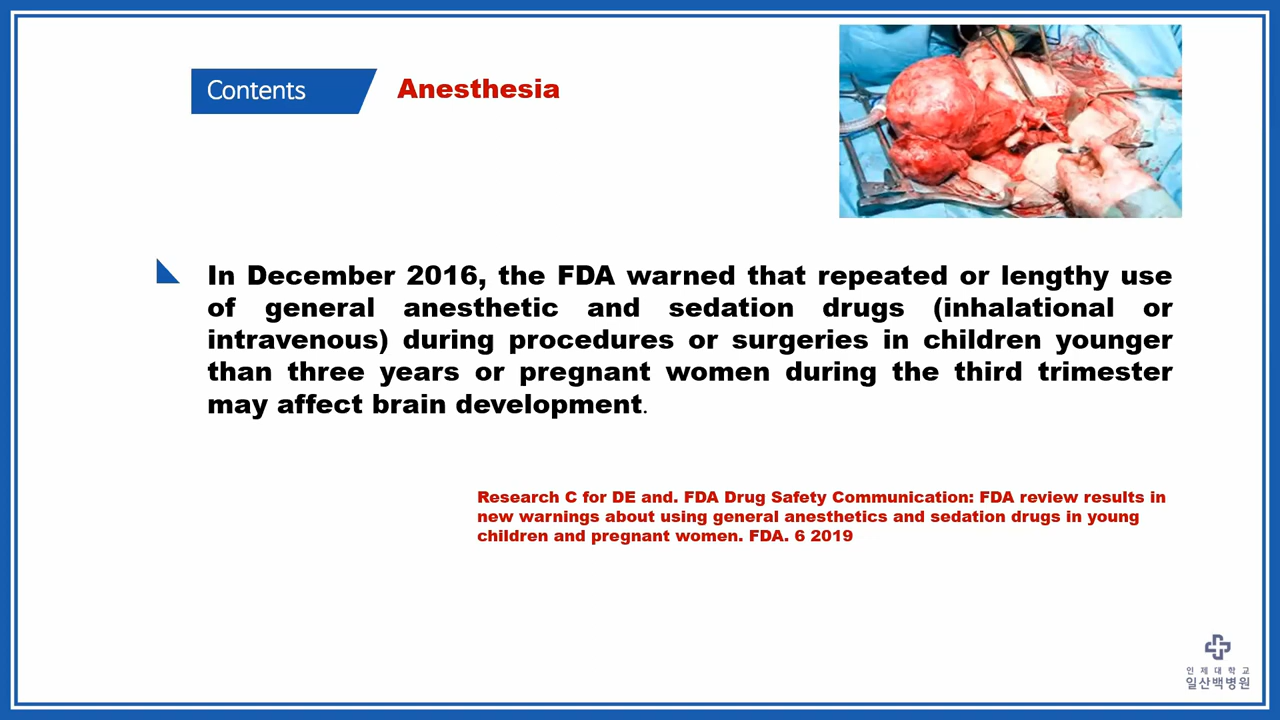 Contents
Anesthesia
In December 2016, the FDA warned that repeated or lengthy use
of general anesthetic and sedation drugs (inhalational or
intravenous) during procedures or surgeries in children younger
than three years or pregnant women during the third trimester
may affect brain development.
Research C for DE and. FDA Drug Safety Communication: FDA review results in
new warnings about using general anesthetics and sedation drugs in young
children and pregnant women. FDA. 6 2019
인제대학교
일산백병원